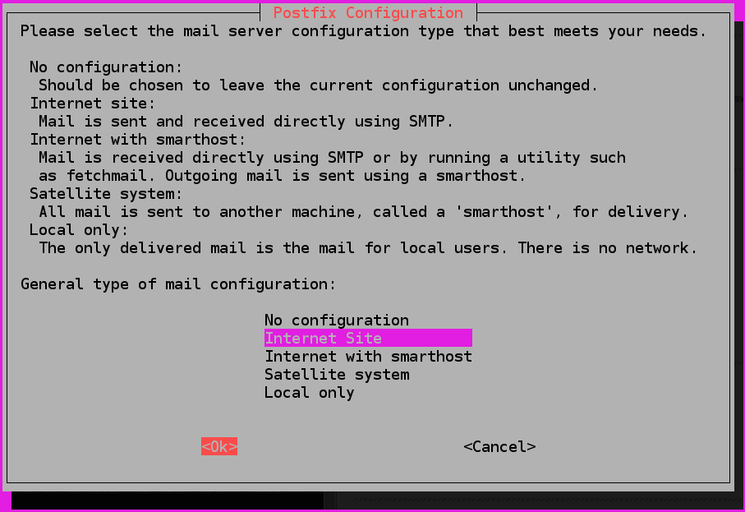 Postfix Configuration
Please select the mail server configuration type that best meets your needs.
No configuration:
Should be chosen to leave the current configuration unchanged.
Internet site:
Mail is sent and received directly using SMTP.
Internet with smarthost:
Mail is received directly using SMTP or by running a utility such
as fetchmail. Outgoing mail is sent using a smarthost.
Satellite system:
All mail is sent to another machine, called a 'smarthost', for delivery.
Local only:
The only delivered mail is the mail for local users. There is no network.
General type of mail configuration:
No configuration
Internet Site
Internet with smarthost
Satellite system
Local only
<Ok> <Cancel>